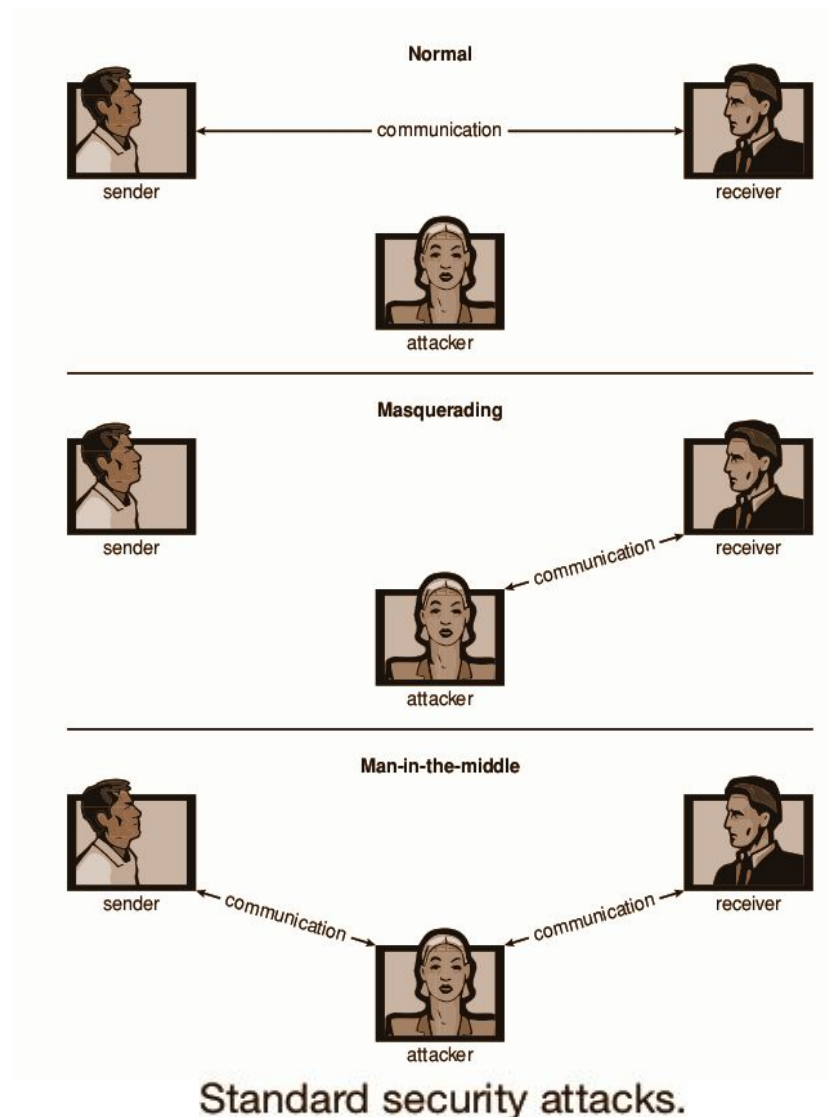 Normal
communication
sender
receiver
attacker
Masquerading
sender
receiver
communication
attacker
Man-in-the-middle
sender
receiver
communication
communication
attacker
Standard security attacks.